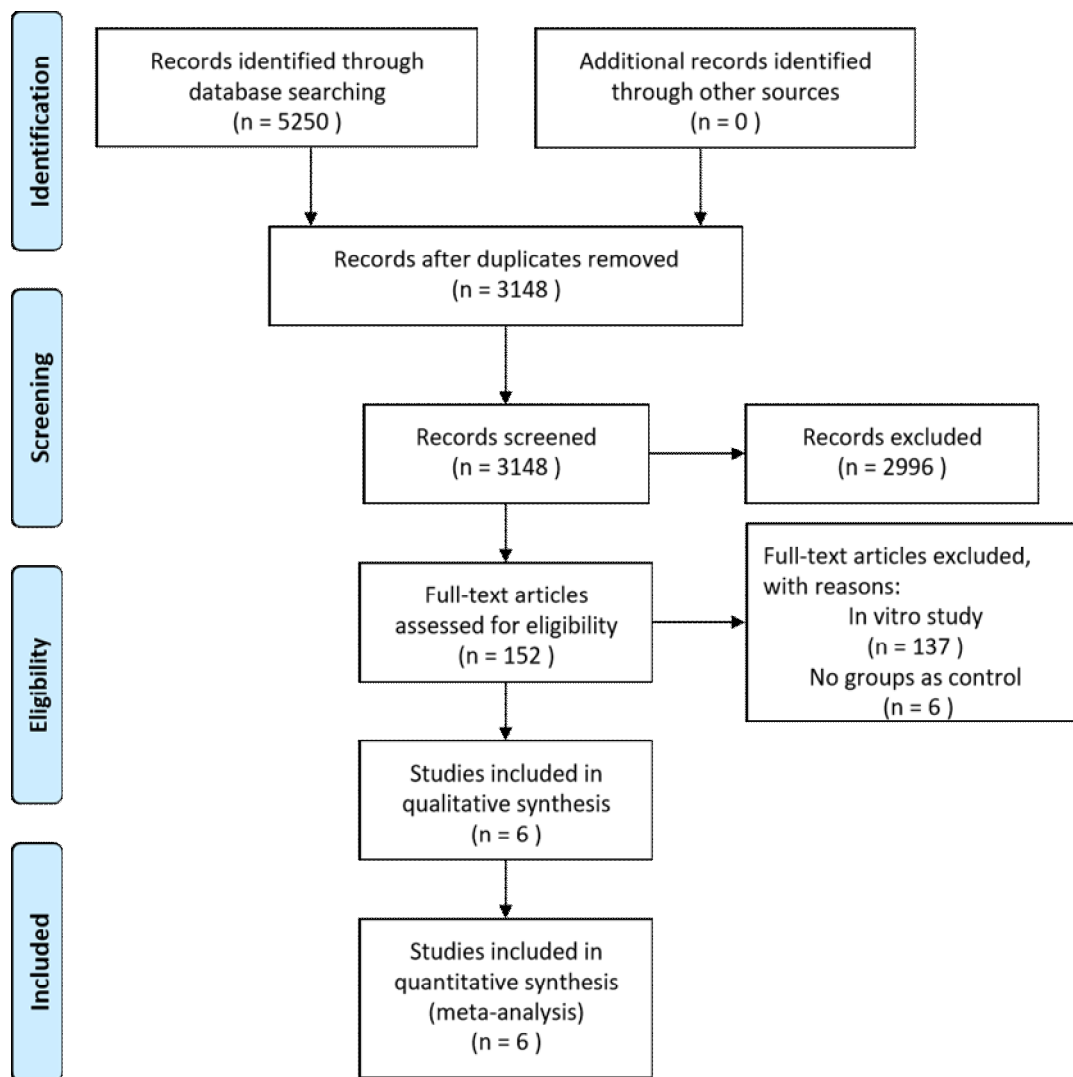 Identification
Records identified through
database searching
(n = 5250 )
Additional records identified
through other sources
(n = 0 )
Records after duplicates removed
(n = 3148 )
Screening
Records screened
(n = 3148 )
Records excluded
(n = 2996 )
Eligibility
Full-text articles
assessed for eligibility
(n = 152 )
Full-text articles excluded,
with reasons:
In vitro study
(n = 137 )
No groups as control
(n = 6 )
Studies included in
qualitative synthesis
(n = 6 )
Included
Studies included in
quantitative synthesis
(meta-analysis)
(n = 6 )